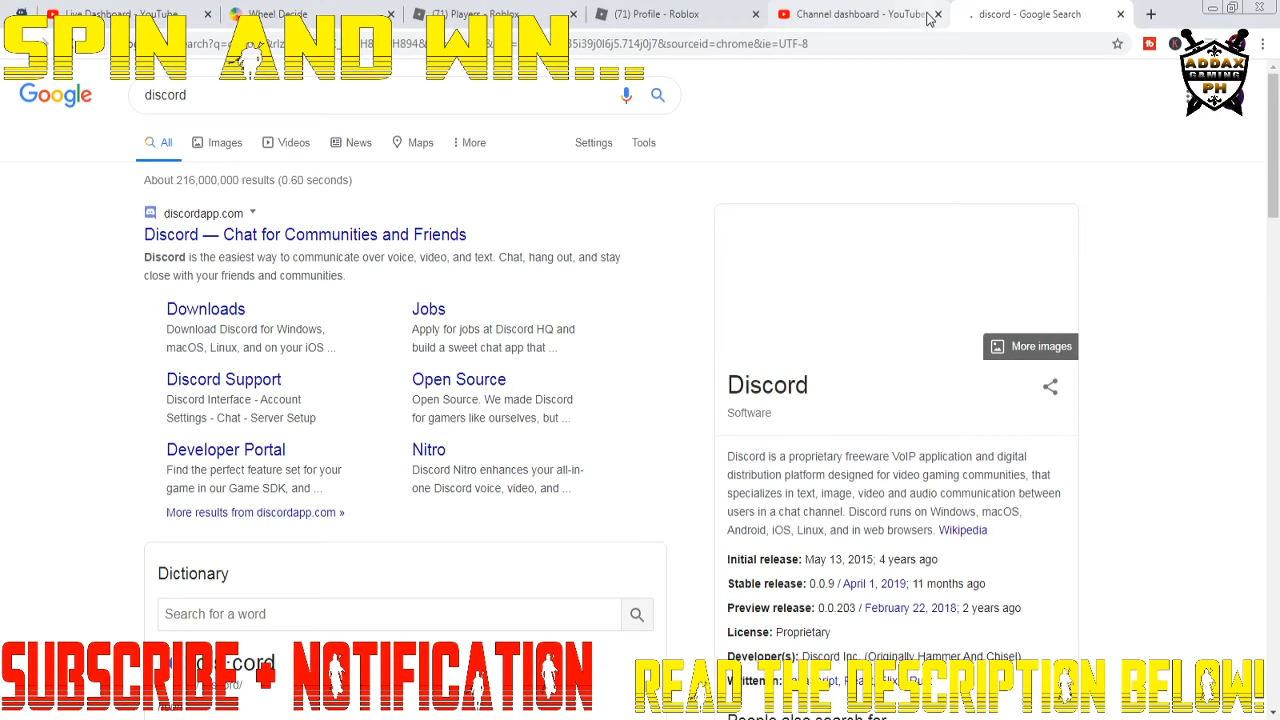 Live Dashboard - YouTube
Wheel Decide
(71) Players - Roblox
(71) Profile - Roblox
Channel dashboard - YouTube
discord - Google Search
SPIN AND WIN...
35i39j0l6j5.714j0j7&sourceid=chrome&ie=UTF-8
ADDAX
GAMING
PH
Google
discord
All
Images
Videos
News
Maps
More
Settings
Tools
About 216,000,000 results (0.60 seconds)
discordapp.com
Discord — Chat for Communities and Friends
Discord is the easiest way to communicate over voice, video, and text. Chat, hang out, and stay
close with your friends and communities.
Downloads
Download Discord for Windows,
macOS, Linux, and on your iOS ...
Jobs
Apply for jobs at Discord HQ and
build a sweet chat app that ...
Discord Support
Discord Interface - Account
Settings - Chat - Server Setup
Open Source
Open Source. We made Discord
for gamers like ourselves, but ...
Developer Portal
Find the perfect feature set for your
game in our Game SDK, and ...
Nitro
Discord Nitro enhances your all-in-
one Discord voice, video, and ...
More results from discordapp.com »
Dictionary
Search for a word
More images
Discord
Software
Discord is a proprietary freeware VoIP application and digital
distribution platform designed for video gaming communities, that
specializes in text, image, video and audio communication between
users in a chat channel. Discord runs on Windows, macOS,
Android, iOS, Linux, and in web browsers. Wikipedia
Initial release: May 13, 2015; 4 years ago
Stable release: 0.0.9 / April 1, 2019; 11 months ago
Preview release: 0.0.203 / February 22, 2018; 2 years ago
License: Proprietary
Developer(s): Discord Inc. (Originally Hammer And Chisel)
SUBSCRIBE + NOTIFICATION
READ THE DESCRIPTION BELOW!